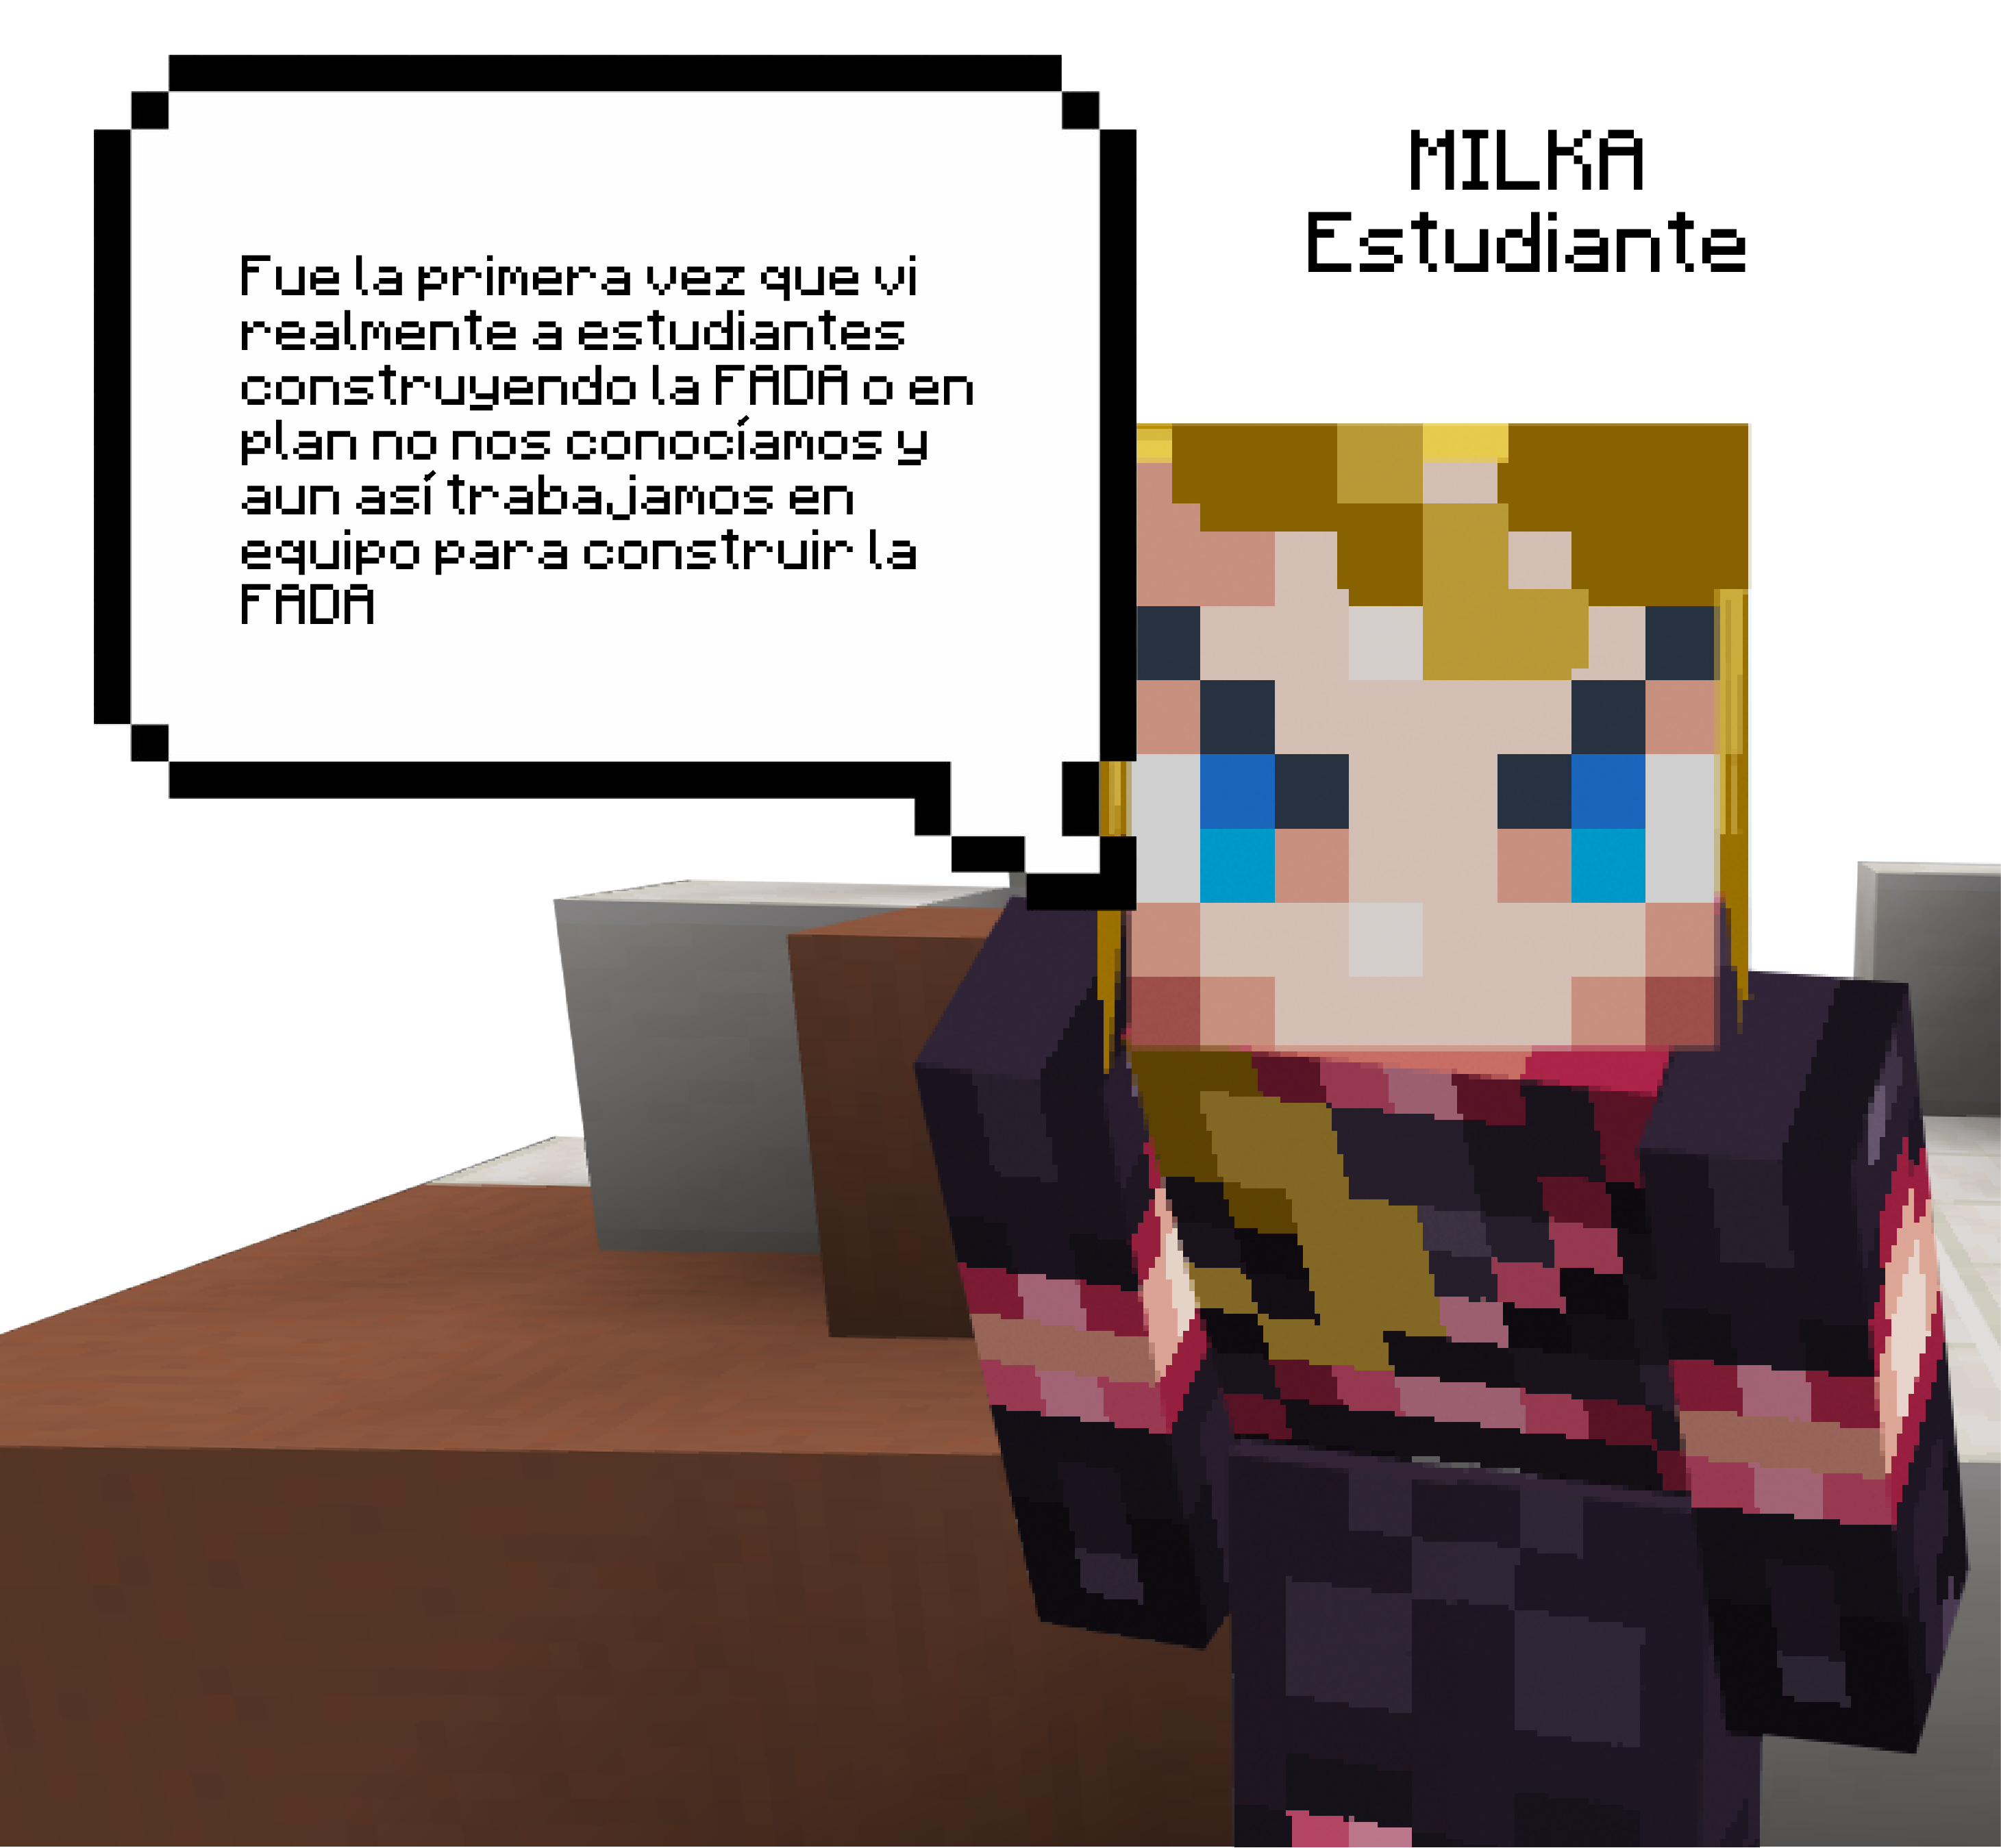 MILKA
Estudiante
Fue la primera vez que vi
realmente a estudiantes
construyendo la FADA o en
plan no nos conocíamos y
aun así trabajamos en
equipo para construir la
FADA